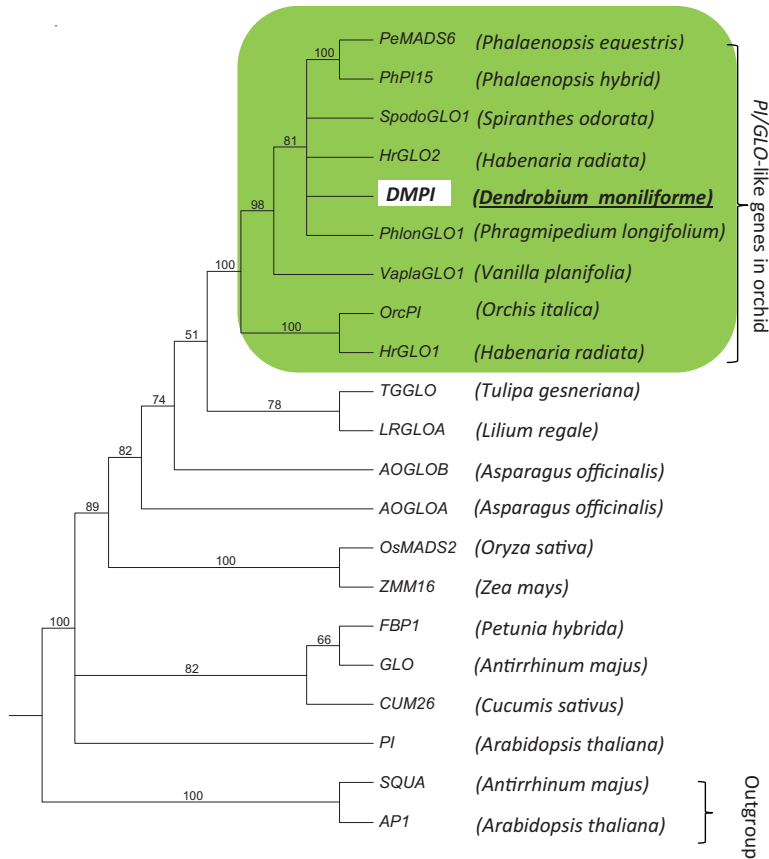 100
PeMADS6 (Phalaenopsis equestris)
PhPI15 (Phalaenopsis hybrid)
SpodoGLO1 (Spiranthes odorata)
81
HrGLO2 (Habenaria radiata)
DMPI (Dendrobium moniliforme)
98
PhlonGLO1 (Phragmipedium longifolium)
100
VaplaGLO1 (Vanilla planifolia)
OrcPI (Orchis italica)
100
HrGLO1 (Habenaria radiata)
PI/GLO-like genes in orchid
51
TGGLO (Tulipa gesneriana)
78
LRGLOA (Lilium regale)
74
AOGLOB (Asparagus officinalis)
82
AOGLOA (Asparagus officinalis)
89
OsMADS2 (Oryza sativa)
100
ZMM16 (Zea mays)
100
FBP1 (Petunia hybrida)
66
GLO (Antirrhinum majus)
82
CUM26 (Cucumis sativus)
PI (Arabidopsis thaliana)
SQUA (Antirrhinum majus)
100
AP1 (Arabidopsis thaliana)
Outgroup